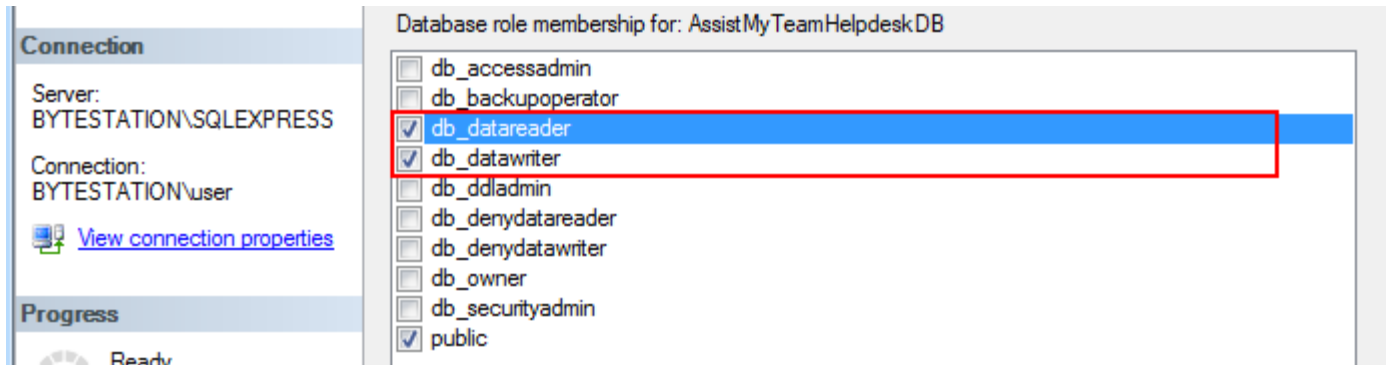 Connection
Server:
BYTESTATION\SQLEXPRESS
Connection:
BYTESTATION\user
View connection properties
Progress
Ready
Database role membership for: AssistMyTeamHelpdeskDB
db_accessadmin
db_backupoperator
db_datareader
db_datawriter
db_ddladmin
db_denydatareader
db_denydatawriter
db_owner
db_securityadmin
public